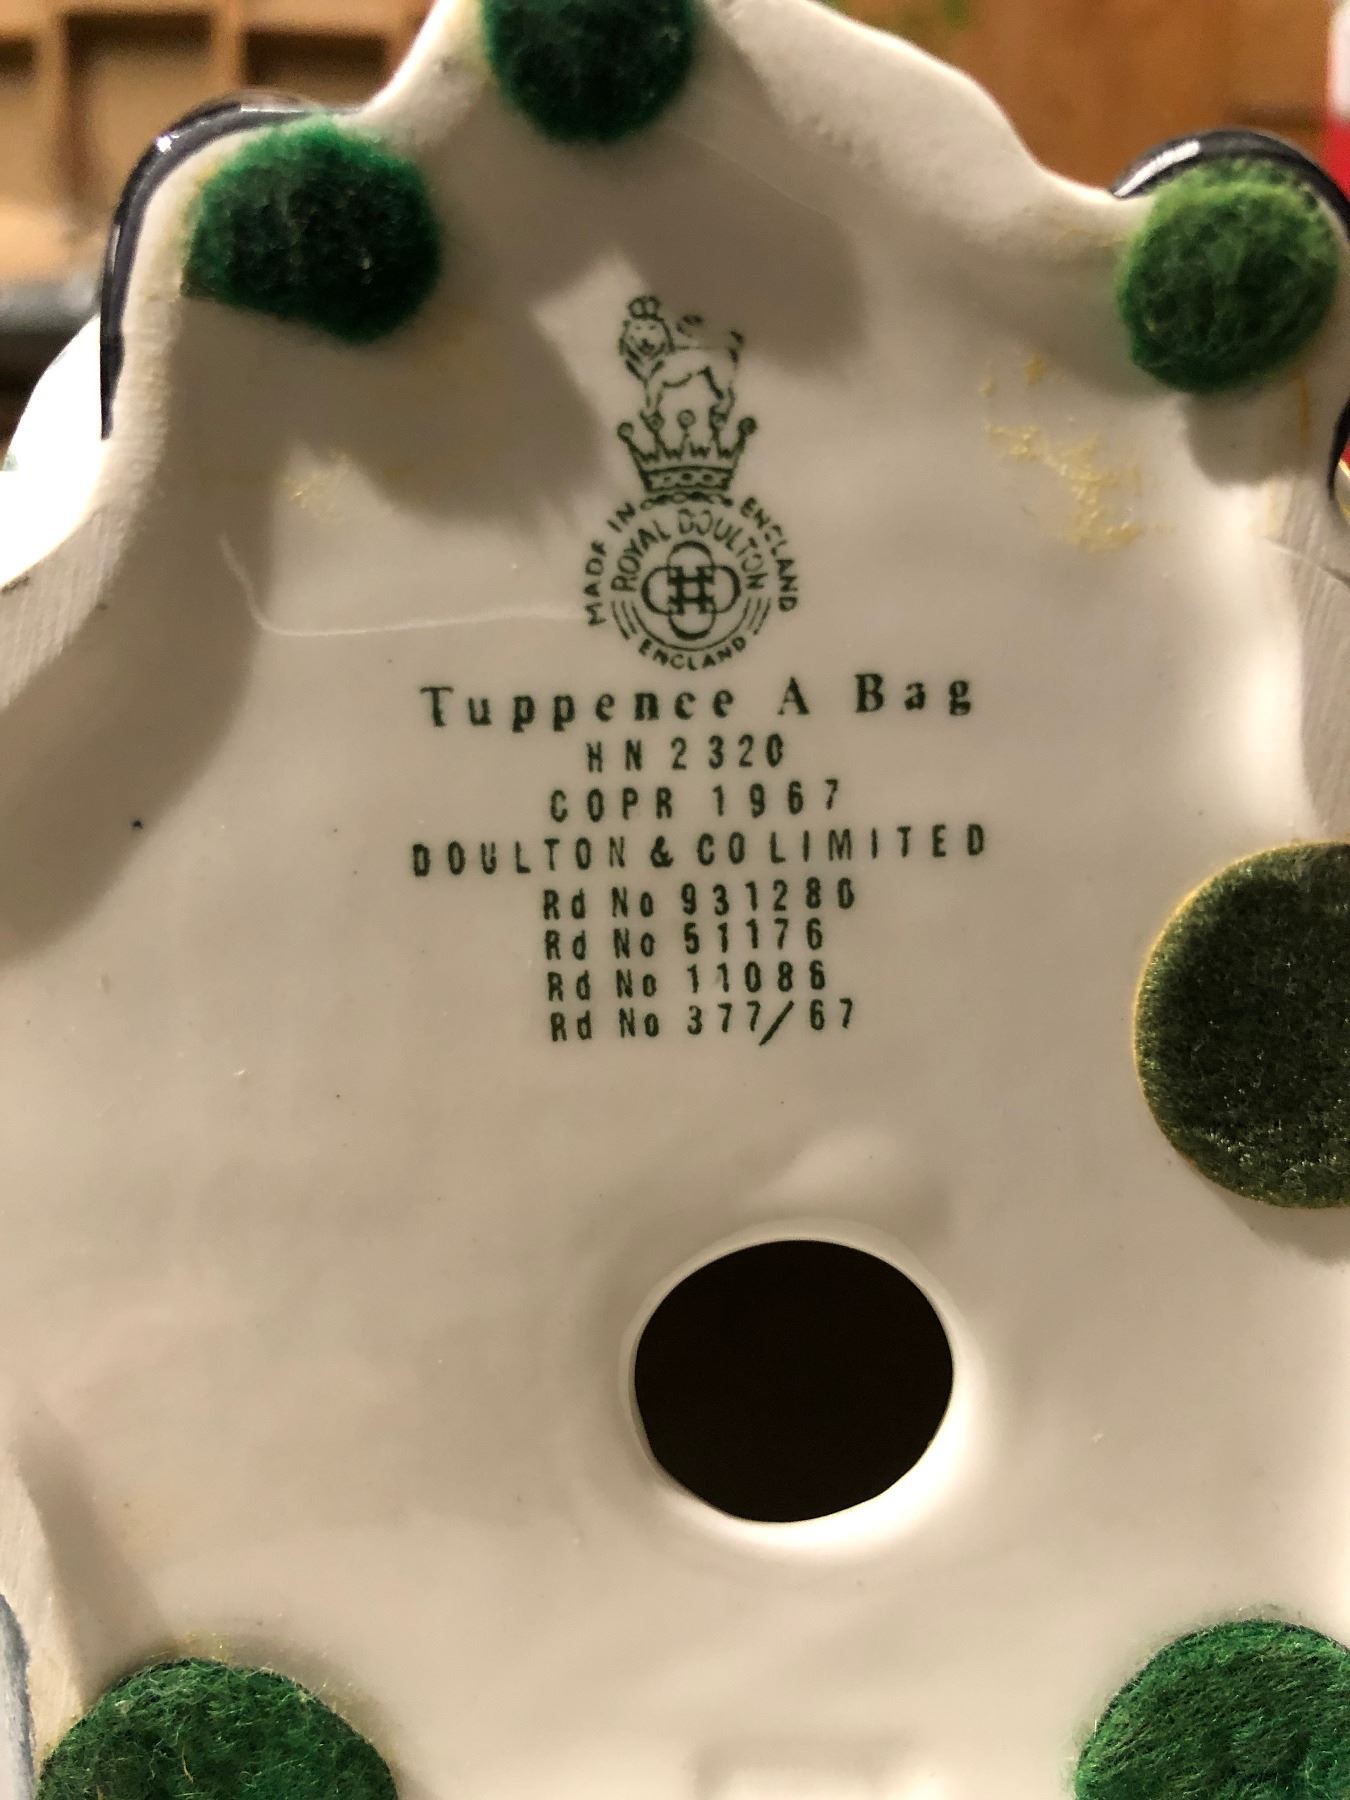 MADE IN ENGLAND
ROYAL DOULTON
ENGLAND
Tuppence A Bag
HN 2320
COPR 1967
DOULTON & CO LIMITED
Rd No 931280
Rd No 51176
Rd No 11086
Rd No 377/67